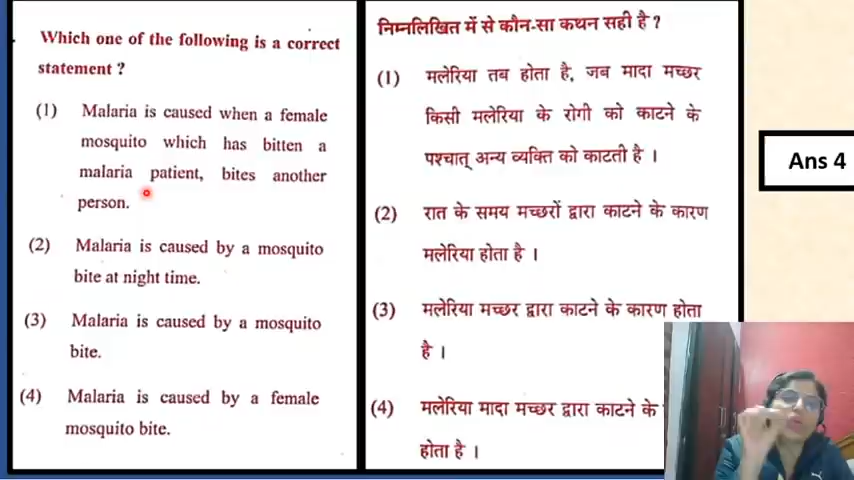 Which one of the following is a correct
statement ?
(1) Malaria is caused when a female
mosquito which has bitten a
malaria patient, bites another
person.
(2) Malaria is caused by a mosquito
bite at night time.
(3) Malaria is caused by a mosquito
bite.
(4) Malaria is caused by a female
mosquito bite.
निम्नलिखित में से कौन-सा कथन सही है ?
(1) मलेरिया तब होता है, जब मादा मच्छर
किसी मलेरिया के रोगी को काटने के
पश्चात् अन्य व्यक्ति को काटती है ।
(2) रात के समय मच्छरों द्वारा काटने के कारण
मलेरिया होता है ।
(3) मलेरिया मच्छर द्वारा काटने के कारण होता
है ।
(4) मलेरिया मादा मच्छर द्वारा काटने के
होता है ।
Ans 4